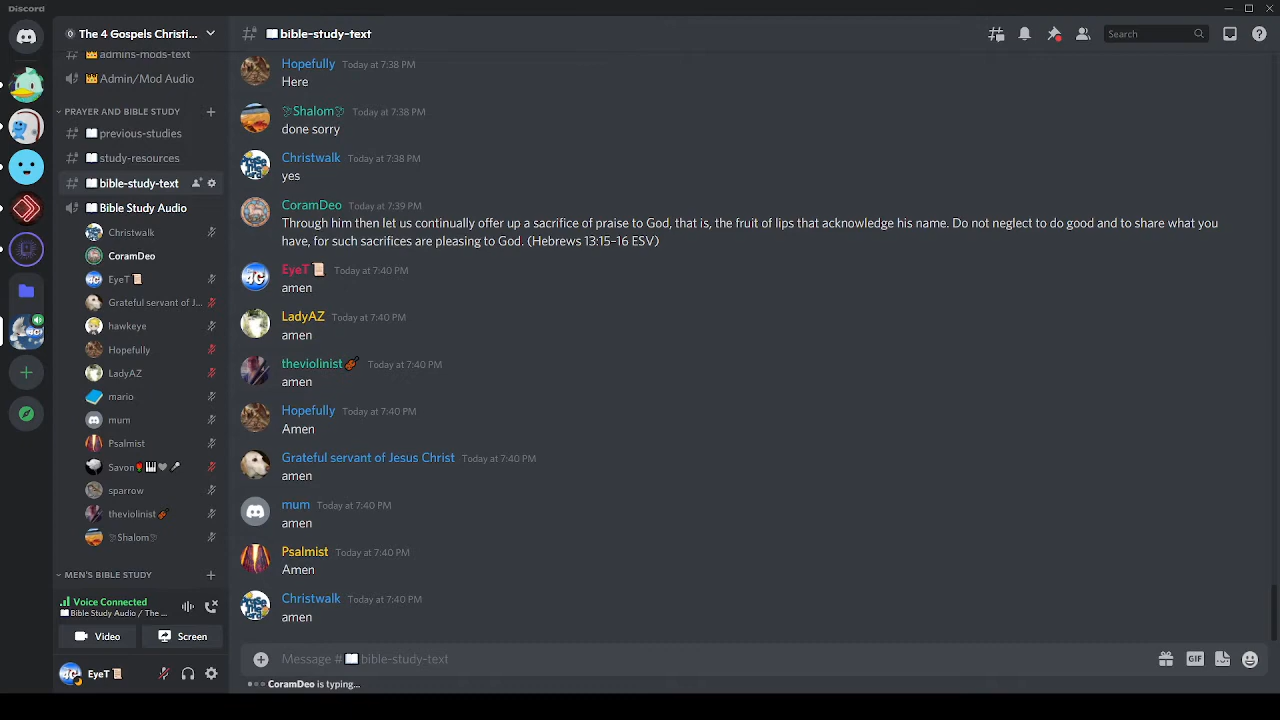 Discord
The 4 Gospels Christi...
bible-study-text
Search
admins-mods-text
Admin/Mod Audio
PRAYER AND BIBLE STUDY
previous-studies
study-resources
bible-study-text
Bible Study Audio
Christwalk
CoramDeo
EyeT
Grateful servant of J...
hawkeye
Hopefully
LadyAZ
mario
mum
Psalmist
Savon
sparrow
theviolinist
Shalom
MEN'S BIBLE STUDY
Voice Connected
Bible Study Audio / The ...
Video
Screen
EyeT
Hopefully Today at 7:38 PM
Here
Shalom Today at 7:38 PM
done sorry
Christwalk Today at 7:38 PM
yes
CoramDeo Today at 7:39 PM
Through him then let us continually offer up a sacrifice of praise to God, that is, the fruit of lips that acknowledge his name. Do not neglect to do good and to share what you
have, for such sacrifices are pleasing to God. (Hebrews 13:15–16 ESV)
EyeT Today at 7:40 PM
amen
LadyAZ Today at 7:40 PM
amen
theviolinist Today at 7:40 PM
amen
Hopefully Today at 7:40 PM
Amen
Grateful servant of Jesus Christ Today at 7:40 PM
amen
mum Today at 7:40 PM
amen
Psalmist Today at 7:40 PM
Amen
Christwalk Today at 7:40 PM
amen
Message # bible-study-text
GIF
CoramDeo is typing...